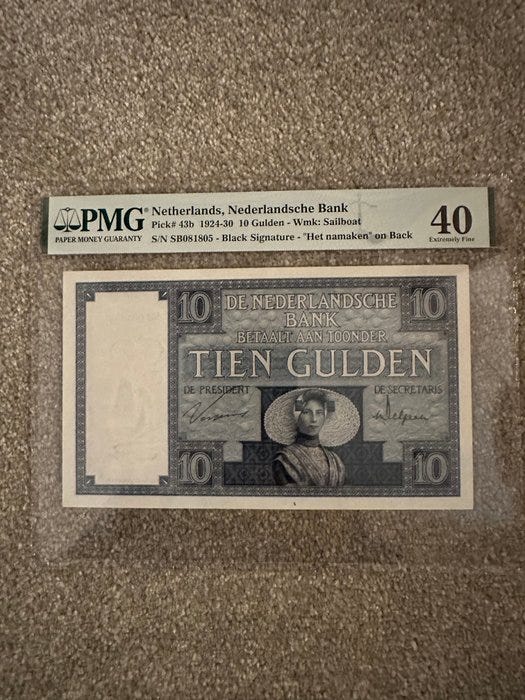 PMG
PAPER MONEY GUARANTY
Netherlands, Nederlandsche Bank
Pick# 43b 1924-30 10 Gulden - Wmk: Sailboat
S/N SB081805 - Black Signature - "Het namaken" on Back
40
Extremely Fine
10
DE NEDERLANDSCHE
BANK
10
BETAALT AAN TOONDER
TIEN GULDEN
DE PRESIDENT
DE SECRETARIS
10
10